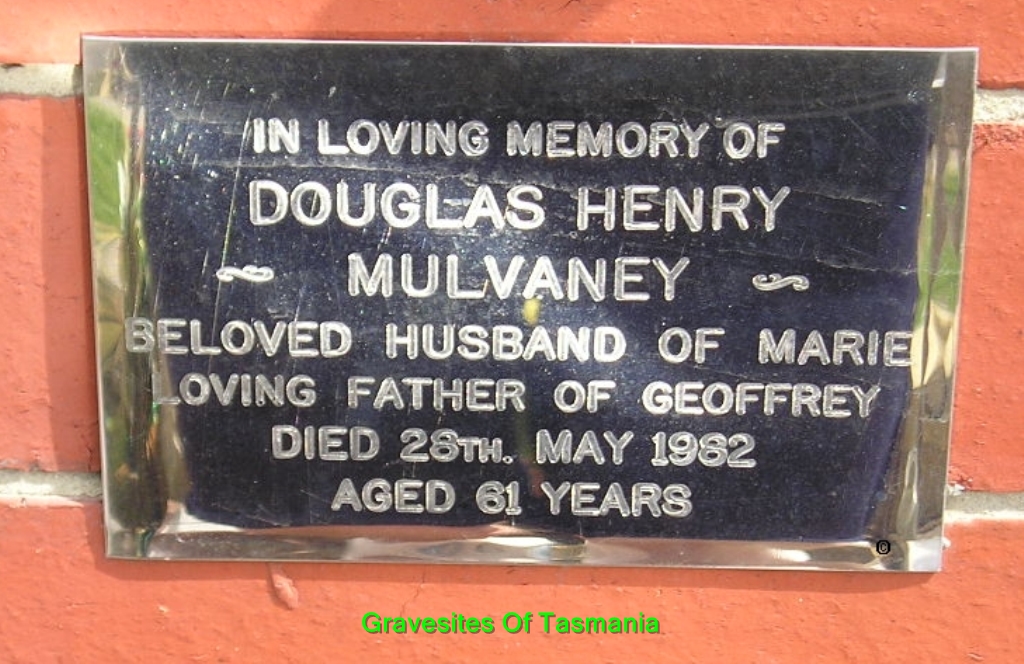 IN LOVING MEMORY OF
DOUGLAS HENRY
~ MULVANEY ~
BELOVED HUSBAND OF MARIE
LOVING FATHER OF GEOFFREY
DIED 28TH. MAY 1982
AGED 61 YEARS
©
Gravesites Of Tasmania